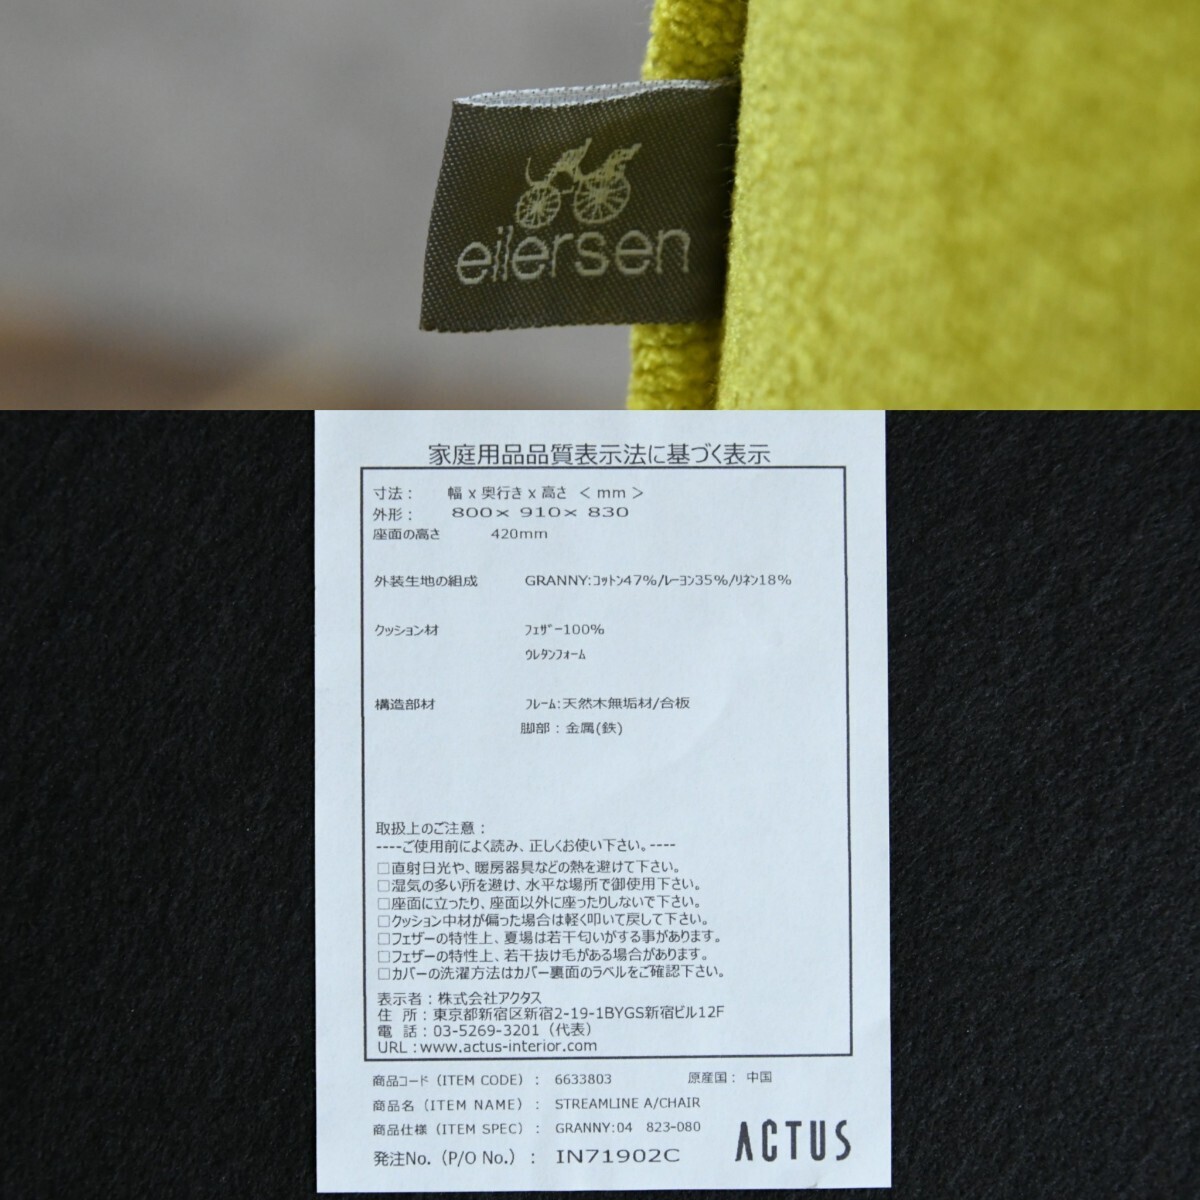 eilersen
家庭用品品質表示法に基づく表示
寸法： 幅 x 奥行き x 高さ ＜mm＞
外形： 800× 910× 830
座面の高さ 420mm
外装生地の組成 GRANNY:ｺｯﾄﾝ47%/ﾚｰﾖﾝ35%/ﾘﾈﾝ18%
クッション材 ﾌｪｻﾞｰ100%
ｳﾚﾀﾝﾌｫｰﾑ
構造部材 ﾌﾚｰﾑ:天然木無垢材/合板
脚部：金属(鉄)
取扱上のご注意：
----ご使用前によく読み、正しくお使い下さい。----
□直射日光や、暖房器具などの熱を避けて下さい。
□湿気の多い所を避け、水平な場所で御使用下さい。
□座面に立ったり、座面以外に座ったりしないで下さい。
□クッション中材が偏った場合は軽く叩いて戻して下さい。
□フェザーの特性上、夏場は若干匂いがする事があります。
□フェザーの特性上、若干抜け毛がある場合があります。
□カバーの洗濯方法はカバー裏面のラベルをご確認下さい。
表示者：株式会社アクタス
住 所：東京都新宿区新宿2-19-1BYGS新宿ビル12F
電 話：03-5269-3201（代表）
URL：www.actus-interior.com
商品コード（ITEM CODE）： 6633803 原産国： 中国
商品名（ITEM NAME）： STREAMLINE A/CHAIR
商品仕様（ITEM SPEC）： GRANNY:04 823-080
発注No.（P/O No.）： IN71902C
ACTUS